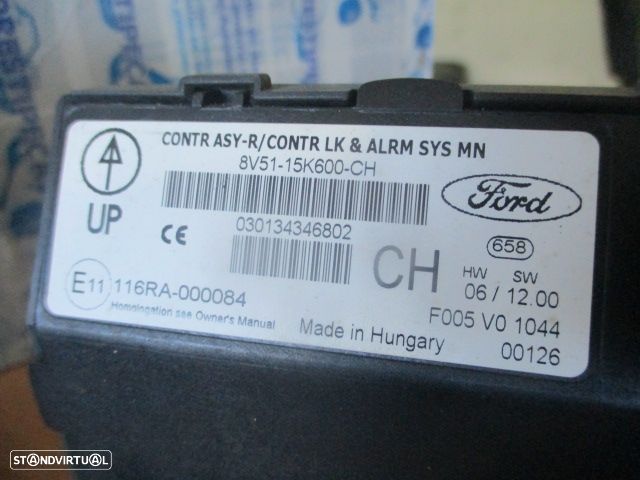 CONTR ASY-R/CONTR LK & ALRM SYS MN
8V51-15K600-CH
Ford
UP
CE
030134346802
CH
658
HW SW
06 / 12.00
E11 116RA-000084
Homologation see Owner's Manual
Made in Hungary
F005 V0 1044
00126
STANDVIRTUAL